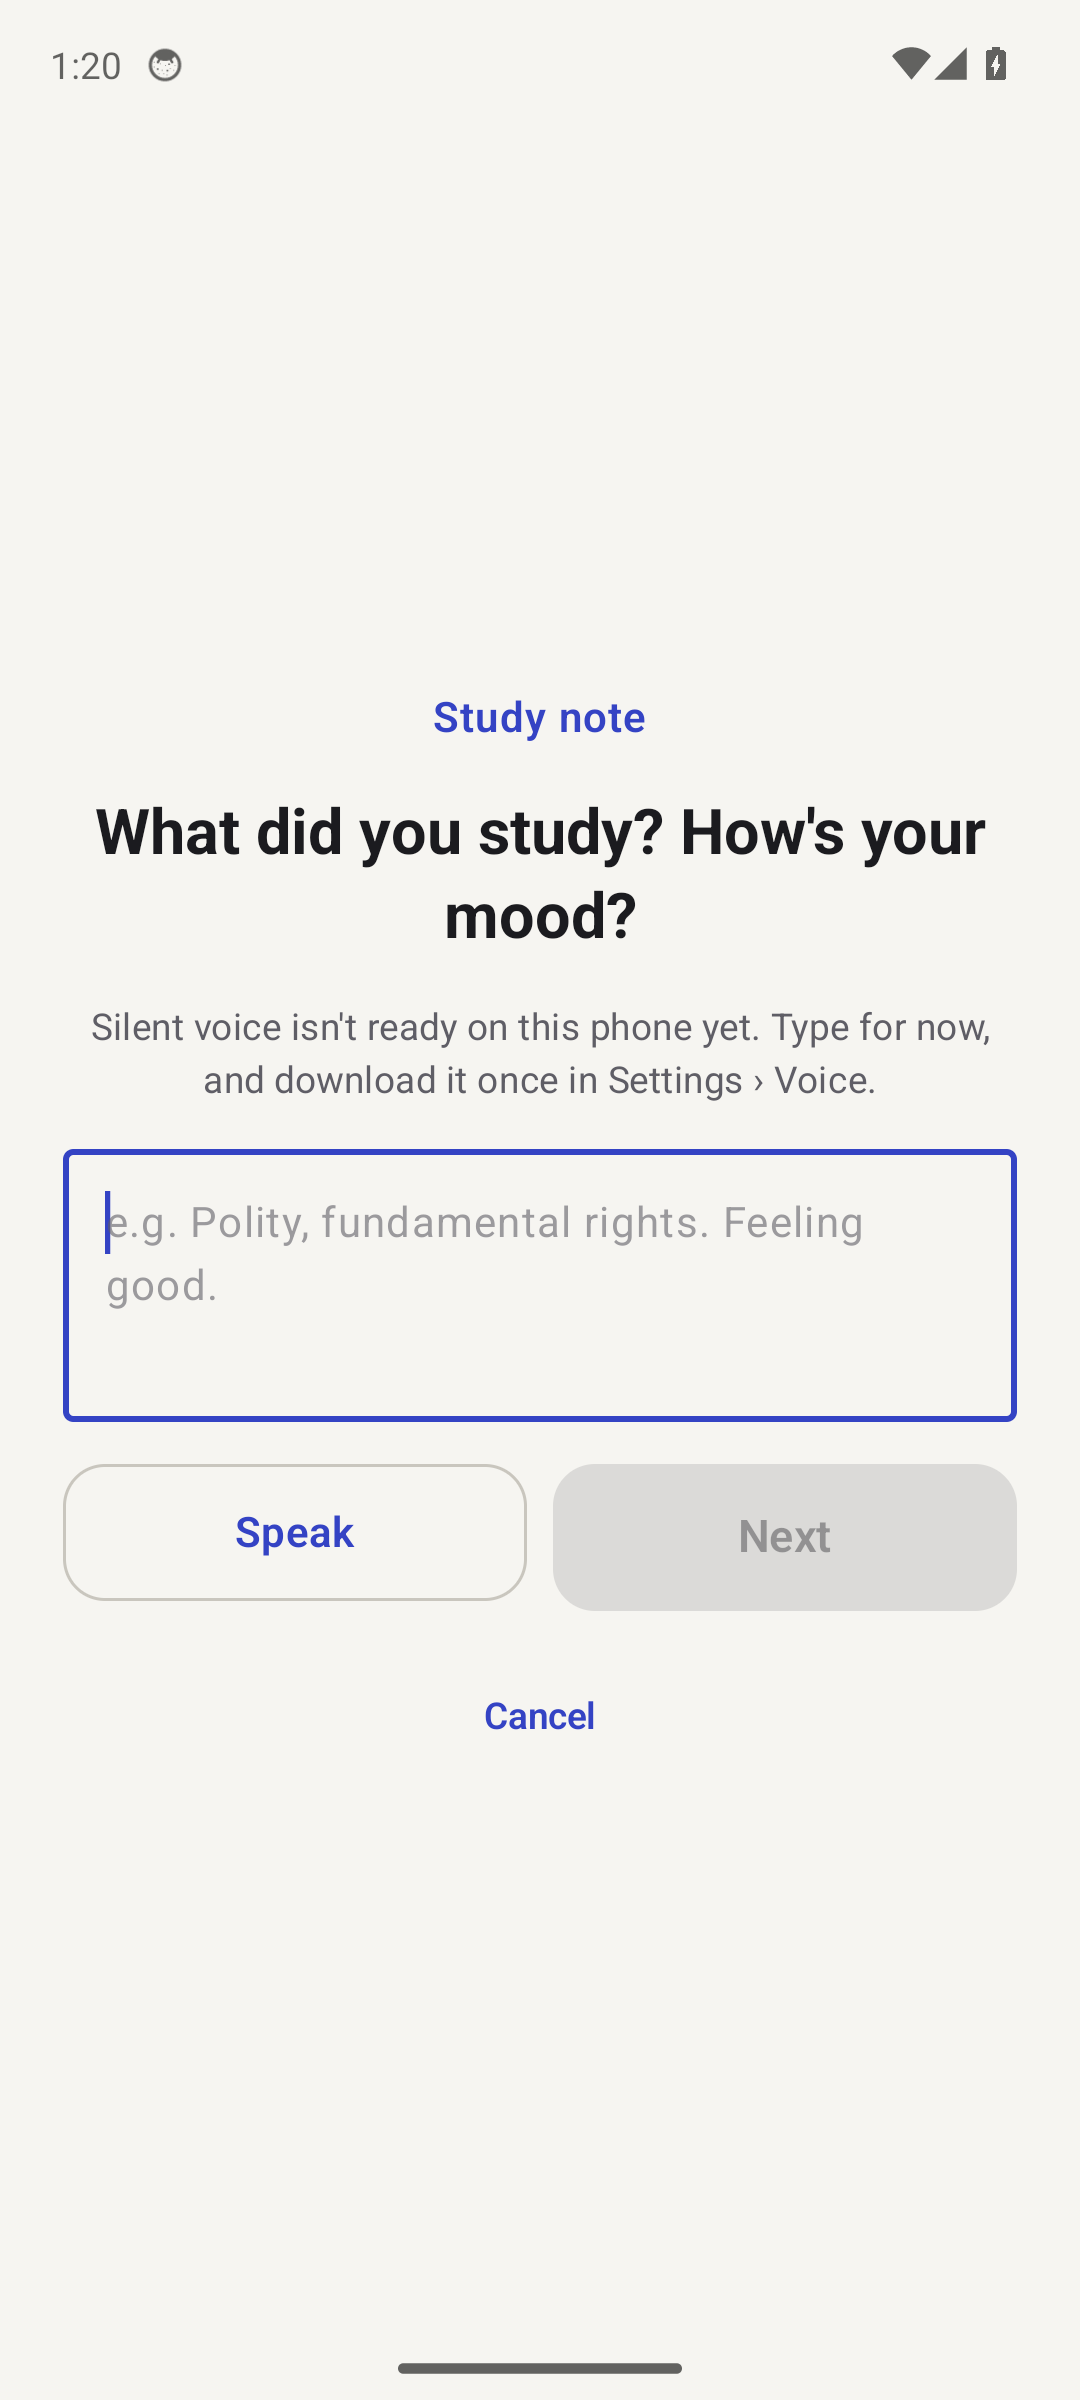 1:20
Study note
What did you study? How's your
mood?
Silent voice isn't ready on this phone yet. Type for now,
and download it once in Settings › Voice.
e.g. Polity, fundamental rights. Feeling
good.
Speak
Next
Cancel